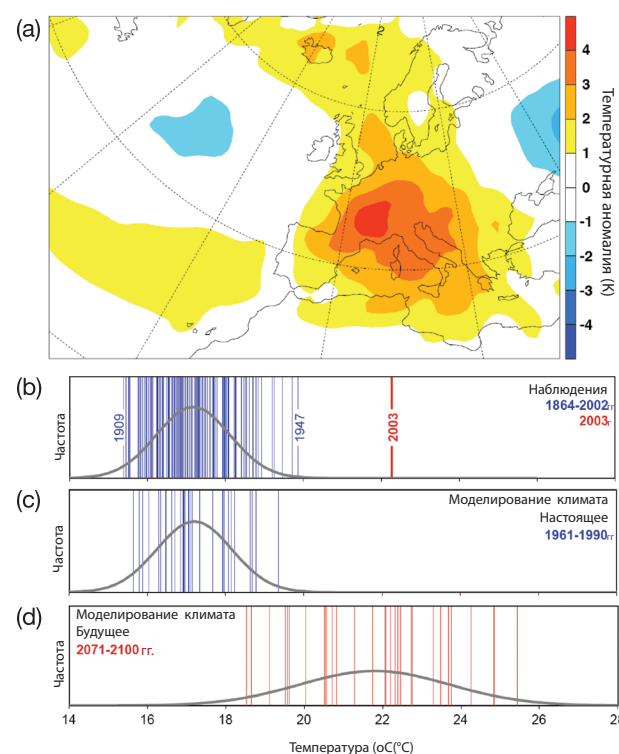 (a)
2
4
3
2
1
0
-1
-2
-3
-4
Температурная аномалия (K)
(b)
Частота
1909
1947
2003
Наблюдения
1864-2002гг
2003г
(c)
Частота
Моделирование климата
Настоящее
1961-1990гг
(d)
Частота
Моделирование климата
Будущее
2071-2100 гг.
14 16 18 20 22 24 26 28
Температура (oC(°C)